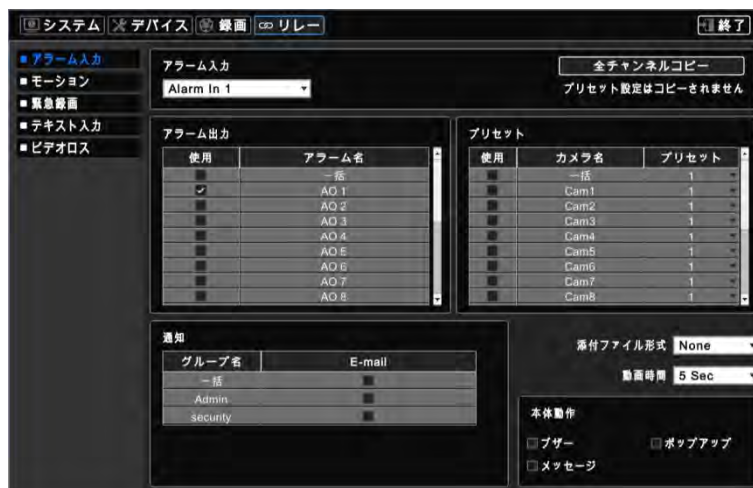 システム デバイス 録画 リレー 終了
アラーム入力
モーション
緊急録画
テキスト入力
ビデオロス
アラーム入力
Alarm In 1
全チャンネルコピー
プリセット設定はコピーされません
アラーム出力
使用 アラーム名
一括
AO 1
AO 2
AO 3
AO 4
AO 5
AO 6
AO 7
AO 8
プリセット
使用 カメラ名 プリセット
一括 1
Cam1 1
Cam2 1
Cam3 1
Cam4 1
Cam5 1
Cam6 1
Cam7 1
Cam8 1
通知
グループ名 E-mail
一括
Admin
security
添付ファイル形式 None
動画時間 5 Sec
本体動作
ブザー ポップアップ
メッセージ